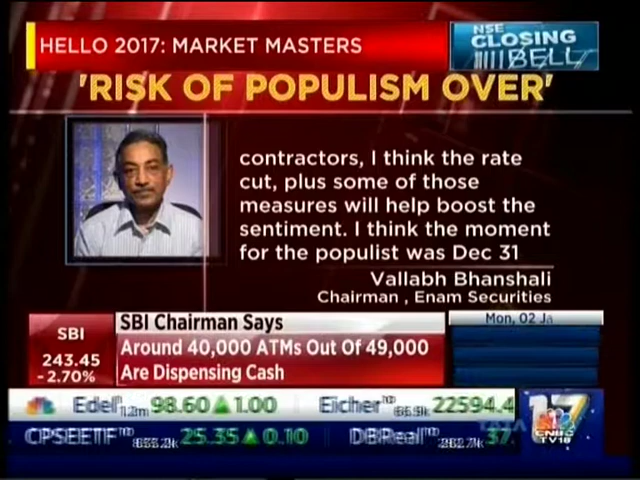 HELLO 2017: MARKET MASTERS
NSE
CLOSING
BELL
'RISK OF POPULISM OVER'
contractors, I think the rate
cut, plus some of those
measures will help boost the
sentiment. I think the moment
for the populist was Dec 31
Vallabh Bhanshali
Chairman , Enam Securities
SBI
243.45
-2.70%
SBI Chairman Says
Around 40,000 ATMs Out Of 49,000
Are Dispensing Cash
Mon, 02 Ja
Edel 98.60 ▲ 1.00 Eicher 22594.4
CPSEETF 25.35 ▲ 0.10 DBReal 37
TATA
17
CNBC
TV18